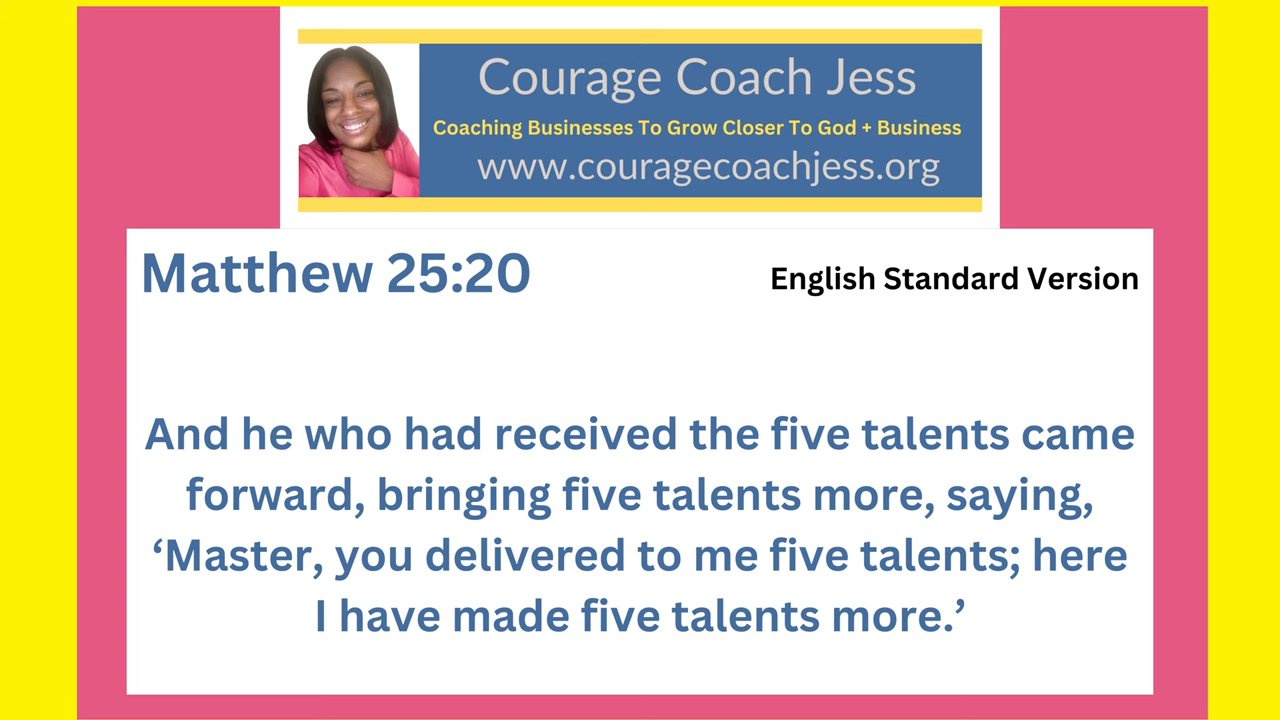 Courage Coach Jess
Coaching Businesses To Grow Closer To God + Business
www.couragecoachjess.org
Matthew 25:20
English Standard Version
And he who had received the five talents came
forward, bringing five talents more, saying,
‘Master, you delivered to me five talents; here
I have made five talents more.’